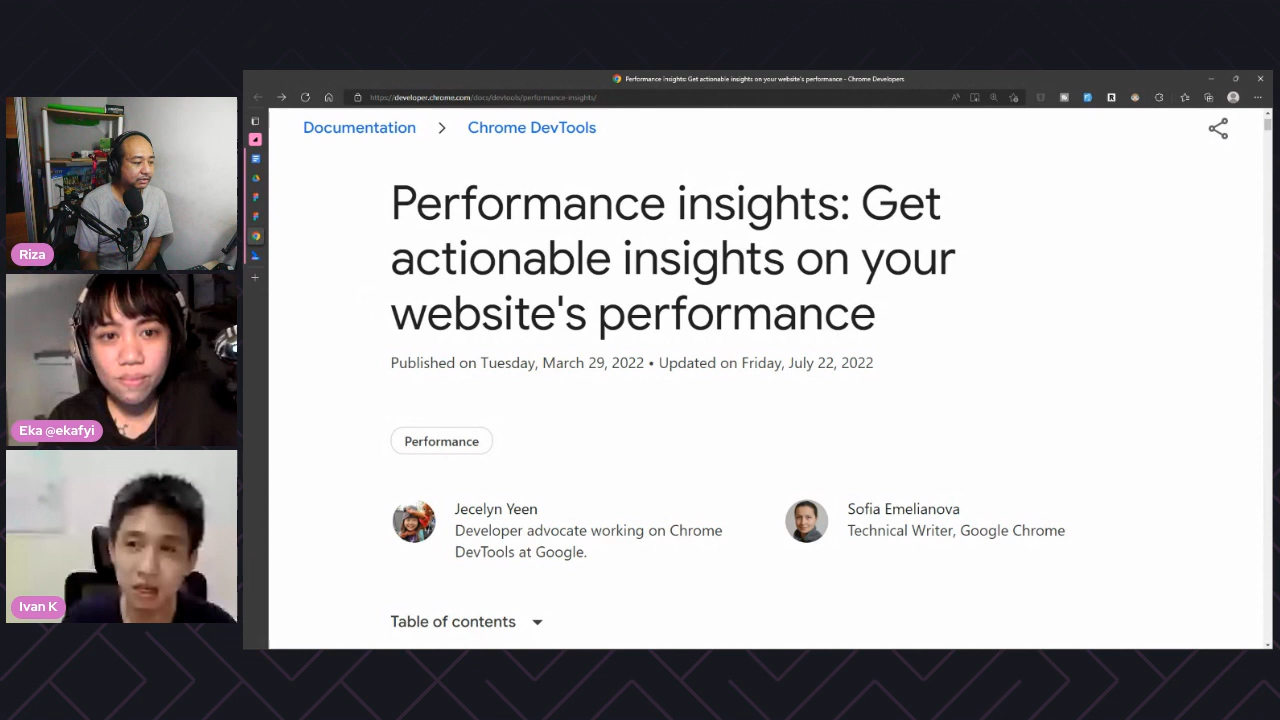 Performance insights: Get actionable insights on your website's performance - Chrome Developers
https://developer.chrome.com/docs/devtools/performance-insights/
Documentation
Chrome DevTools
Performance insights: Get
actionable insights on your
website's performance
Published on Tuesday, March 29, 2022 • Updated on Friday, July 22, 2022
Performance
Jecelyn Yeen
Developer advocate working on Chrome
DevTools at Google.
Sofia Emelianova
Technical Writer, Google Chrome
Table of contents
Riza
Eka @ekafyi
Ivan K